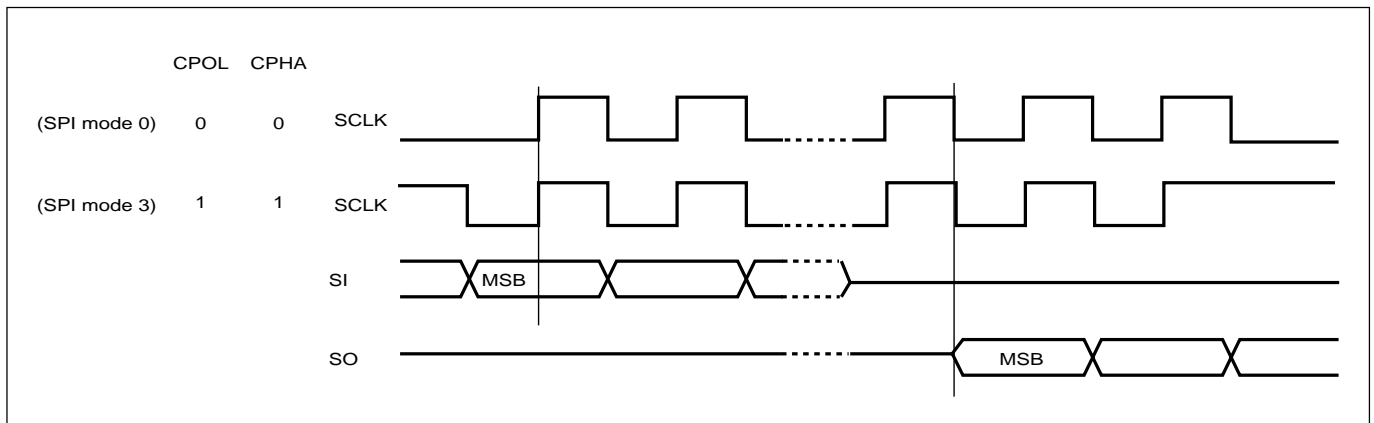 CPOL CPHA
(SPI mode 0) 0 0 SCLK
(SPI mode 3) 1 1 SCLK
SI MSB
SO MSB